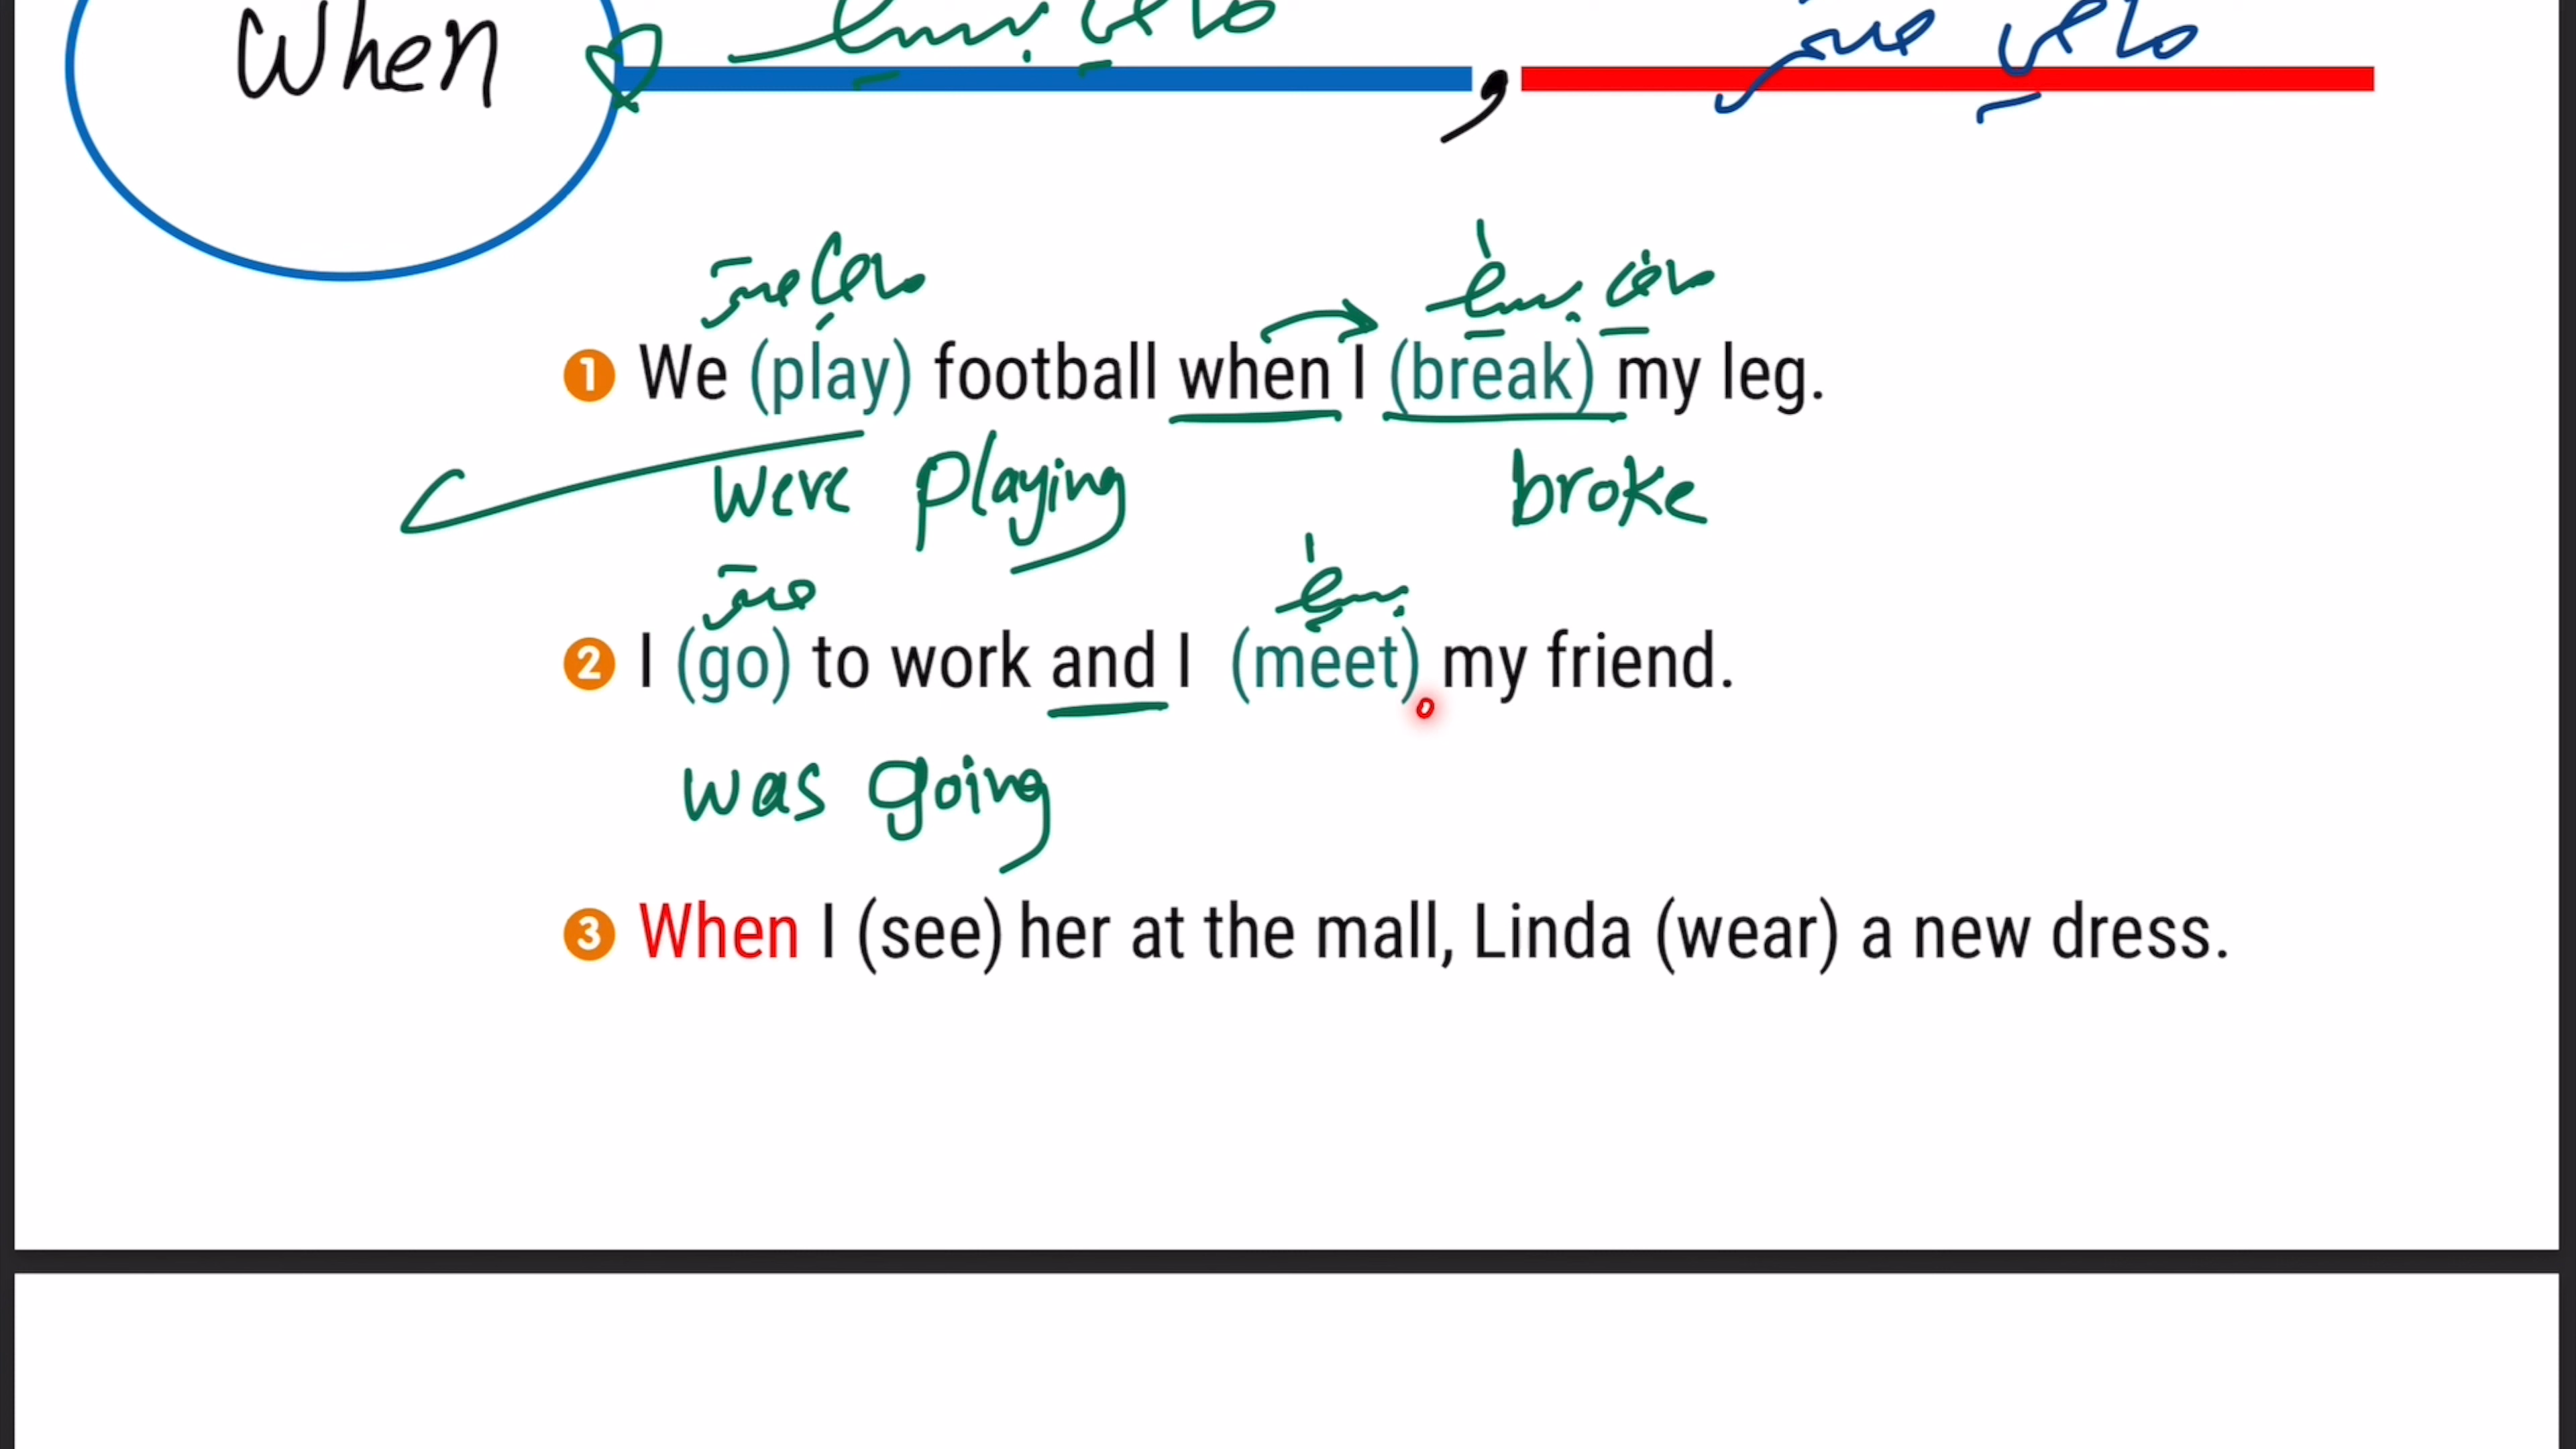 When ماضي بسيط , ماضي مستمر
ماضي مستمر ماضي بسيط
1 We (play) football when I (break) my leg.
were playing broke
مستمر بسيط
2 I (go) to work and I (meet) my friend.
was going
3 When I (see) her at the mall, Linda (wear) a new dress.